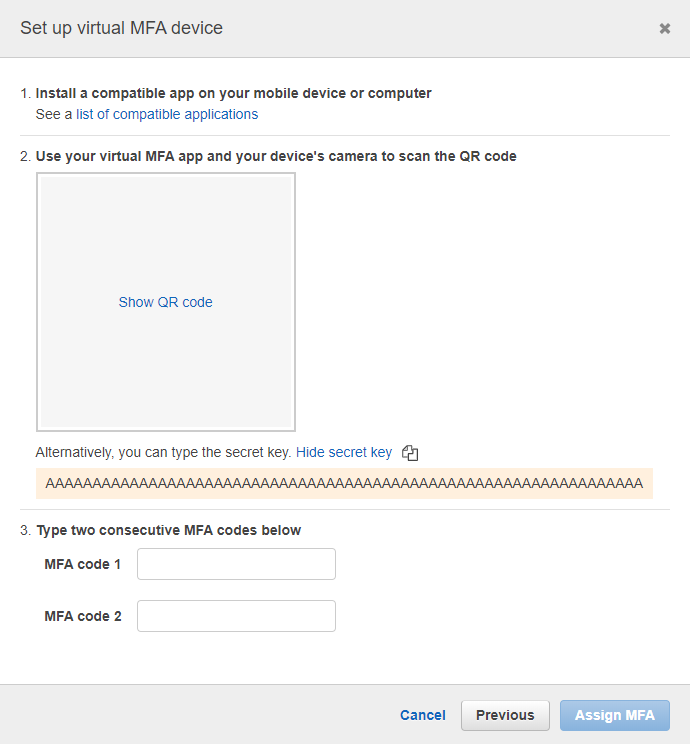 Set up virtual MFA device
1. Install a compatible app on your mobile device or computer
See a list of compatible applications
2. Use your virtual MFA app and your device's camera to scan the QR code
Show QR code
Alternatively, you can type the secret key. Hide secret key
AAAAAAAAAAAAAAAAAAAAAAAAAAAAAAAAAAAAAAAAAAAAAAAAAAAAAAAAAAAAAAAA
3. Type two consecutive MFA codes below
MFA code 1
MFA code 2
Cancel Previous Assign MFA